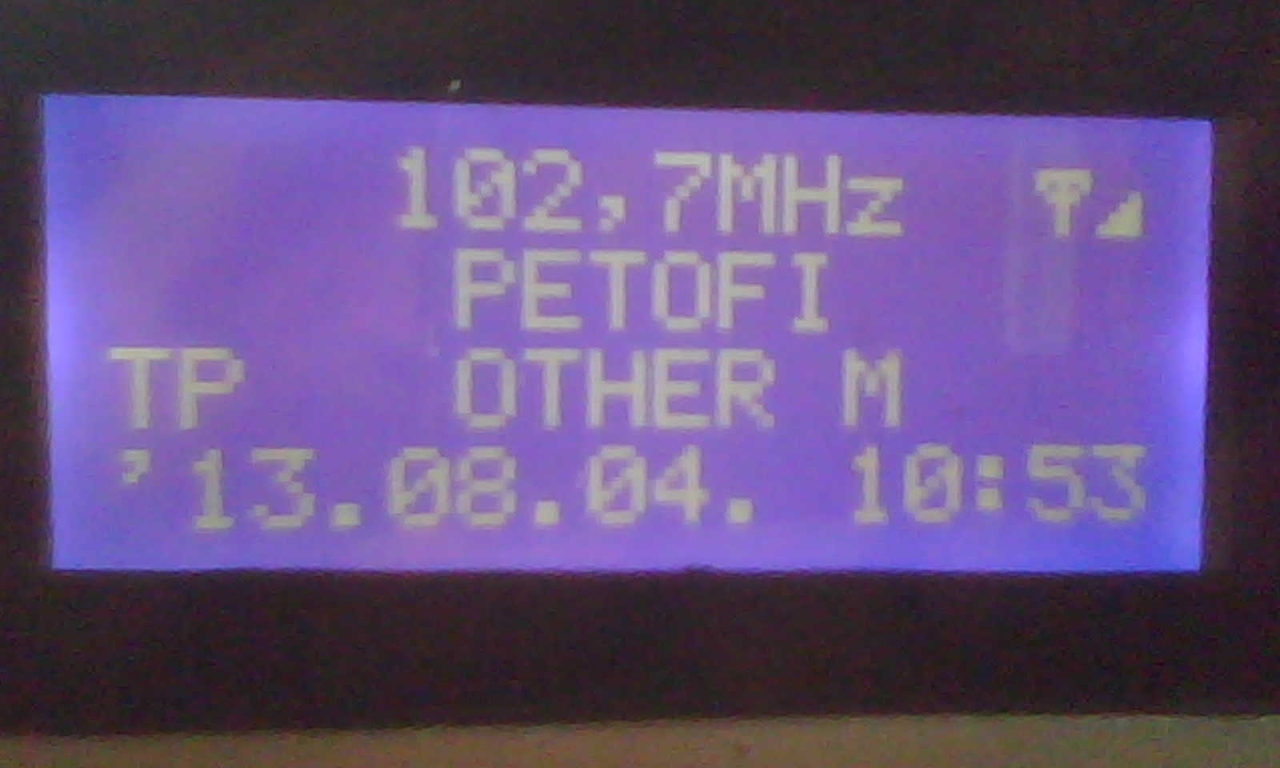 102,7MHz
PETOFI
TP OTHER M
'13.08.04. 10:53